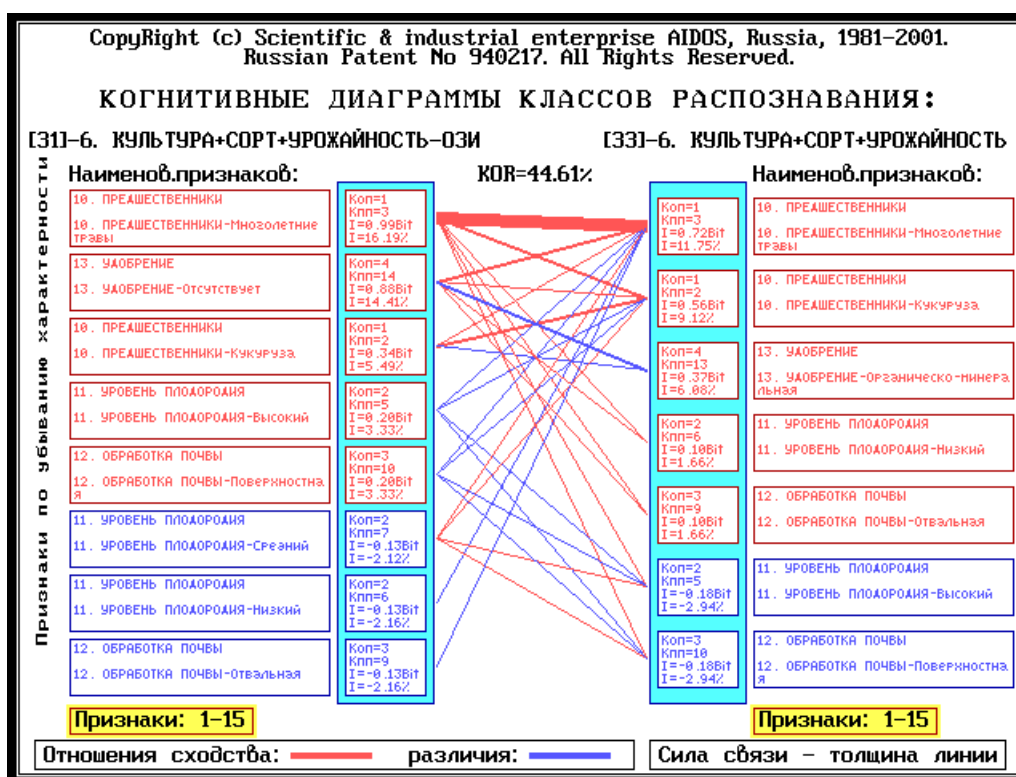 CopyRight (c) Scientific & industrial enterprise AIDOS, Russia, 1981-2001.
Russian Patent No 940217. All Rights Reserved.
КОГНИТИВНЫЕ ДИАГРАММЫ КЛАССОВ РАСПОЗНАВАНИЯ:
[31]-6. КУЛЬТУРА+СОРТ+УРОЖАЙНОСТЬ-ОЗИ
[33]-6. КУЛЬТУРА+СОРТ+УРОЖАЙНОСТЬ
Признаки по убыванию характерности
Наименов.признаков:
KOR=44.61%
Наименов.признаков:
10. ПРЕДШЕСТВЕННИКИ
10. ПРЕДШЕСТВЕННИКИ-Многолетние
травы
Коп=1
Кпп=3
I=0.99Bit
I=16.19%
13. УДОБРЕНИЕ
13. УДОБРЕНИЕ-Отсутствует
Коп=4
Кпп=14
I=0.88Bit
I=14.41%
10. ПРЕДШЕСТВЕННИКИ
10. ПРЕДШЕСТВЕННИКИ-Кукуруза
Коп=1
Кпп=2
I=0.34Bit
I=5.49%
11. УРОВЕНЬ ПЛОДОРОДИЯ
11. УРОВЕНЬ ПЛОДОРОДИЯ-Высокий
Коп=2
Кпп=5
I=0.20Bit
I=3.33%
12. ОБРАБОТКА ПОЧВЫ
12. ОБРАБОТКА ПОЧВЫ-Поверхностна
я
Коп=3
Кпп=10
I=0.20Bit
I=3.33%
11. УРОВЕНЬ ПЛОДОРОДИЯ
11. УРОВЕНЬ ПЛОДОРОДИЯ-Средний
Коп=2
Кпп=7
I=-0.13Bit
I=-2.12%
11. УРОВЕНЬ ПЛОДОРОДИЯ
11. УРОВЕНЬ ПЛОДОРОДИЯ-Низкий
Коп=2
Кпп=6
I=-0.13Bit
I=-2.16%
12. ОБРАБОТКА ПОЧВЫ
12. ОБРАБОТКА ПОЧВЫ-Отвальная
Коп=3
Кпп=9
I=-0.13Bit
I=-2.16%
Коп=1
Кпп=3
I=0.72Bit
I=11.75%
10. ПРЕДШЕСТВЕННИКИ
10. ПРЕДШЕСТВЕННИКИ-Многолетние
травы
Коп=1
Кпп=2
I=0.56Bit
I=9.12%
10. ПРЕДШЕСТВЕННИКИ
10. ПРЕДШЕСТВЕННИКИ-Кукуруза
Коп=4
Кпп=13
I=0.37Bit
I=6.08%
13. УДОБРЕНИЕ
13. УДОБРЕНИЕ-Органическо-минера
льная
Коп=2
Кпп=6
I=0.10Bit
I=1.66%
11. УРОВЕНЬ ПЛОДОРОДИЯ
11. УРОВЕНЬ ПЛОДОРОДИЯ-Низкий
Коп=3
Кпп=9
I=0.10Bit
I=1.66%
12. ОБРАБОТКА ПОЧВЫ
12. ОБРАБОТКА ПОЧВЫ-Отвальная
Коп=2
Кпп=5
I=-0.18Bit
I=-2.94%
11. УРОВЕНЬ ПЛОДОРОДИЯ
11. УРОВЕНЬ ПЛОДОРОДИЯ-Высокий
Коп=3
Кпп=10
I=-0.18Bit
I=-2.94%
12. ОБРАБОТКА ПОЧВЫ
12. ОБРАБОТКА ПОЧВЫ-Поверхностна
я
Признаки: 1-15
Признаки: 1-15
Отношения сходства: различия:
Сила связи - толщина линии